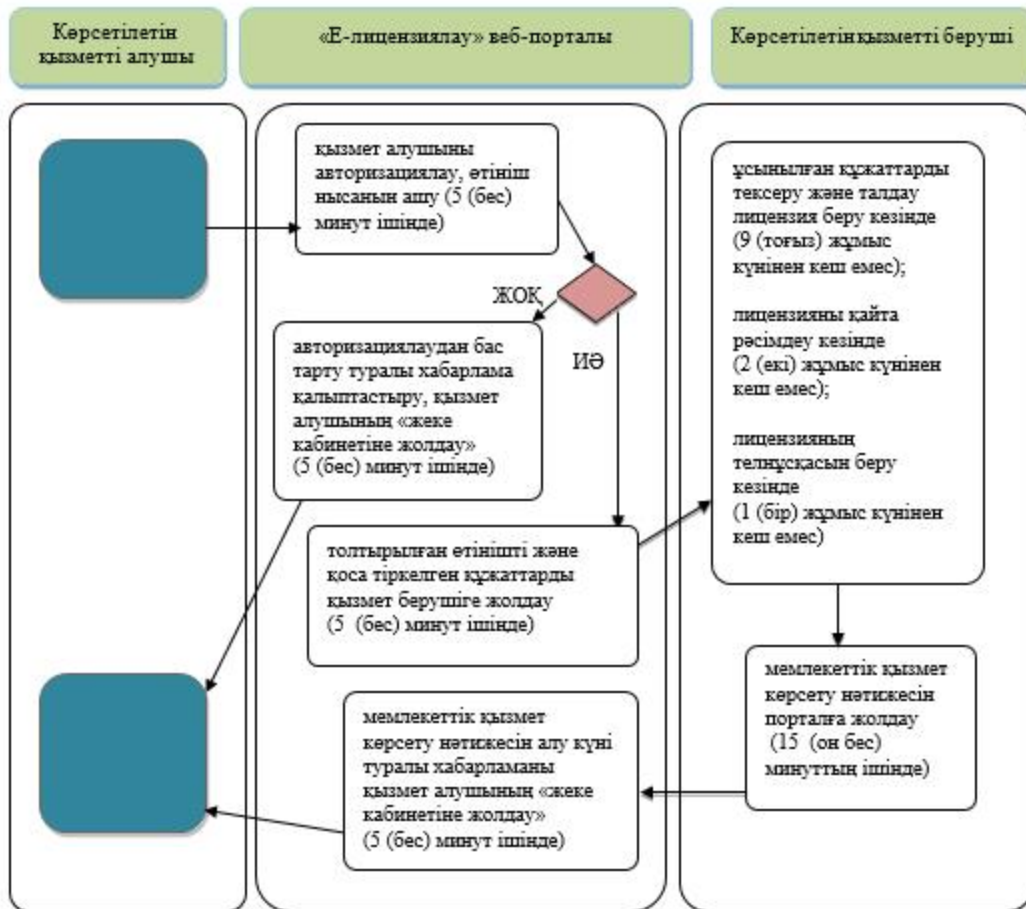 Көрсетілетін
қызметті алушы
«Е-лицензиялау» веб-порталы
Көрсетілетін қызметті беруші
қызмет алушыны
авторизациялау, өтініш
нысанын ашу (5 (бес)
минут ішінде)
ЖОҚ
ИӘ
авторизациялаудан бас
тарту туралы хабарлама
қалыптастыру, қызмет
алушының «жеке
кабинетіне жолдау»
(5 (бес) минут ішінде)
толтырылған өтінішті және
қоса тіркелген құжаттарды
қызмет берушіге жолдау
(5 (бес) минут ішінде)
ұсынылған құжаттарды
тексеру және талдау
лицензия беру кезінде
(9 (тоғыз) жұмыс
күнінен кеш емес);
лицензияны қайта
рәсімдеу кезінде
(2 (екі) жұмыс күнінен
кеш емес);
лицензияның
телнұсқасын беру
кезінде
(1 (бір) жұмыс күнінен
кеш емес)
мемлекеттік қызмет
көрсету нәтижесін
порталға жолдау
(15 (он бес)
минуттың ішінде)
мемлекеттік қызмет
көрсету нәтижесін алу күні
туралы хабарламаны
қызмет алушының «жеке
кабинетіне жолдау»
(5 (бес) минут ішінде)